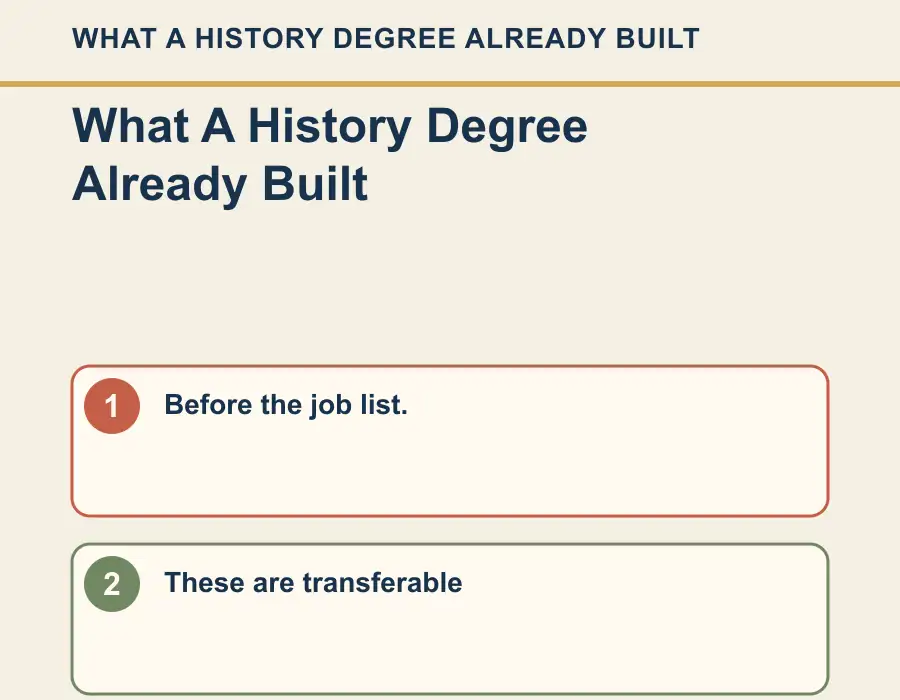 WHAT A HISTORY DEGREE ALREADY BUILT
What A History Degree
Already Built
1
Before the job list.
2
These are transferable